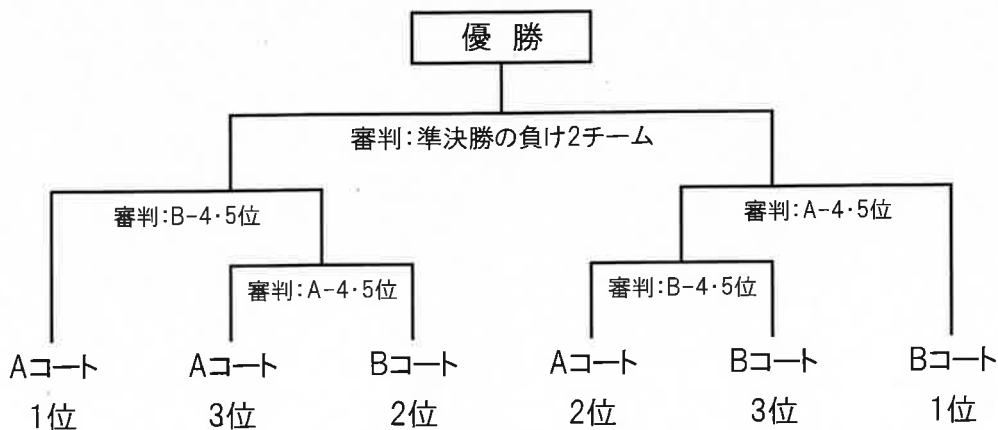 優 勝
審判:準決勝の負け2チーム
審判:B-4・5位
審判:A-4・5位
審判:A-4・5位
審判:B-4・5位
Aコート
Aコート
Bコート
Aコート
Bコート
Bコート
1位
3位
2位
2位
3位
1位